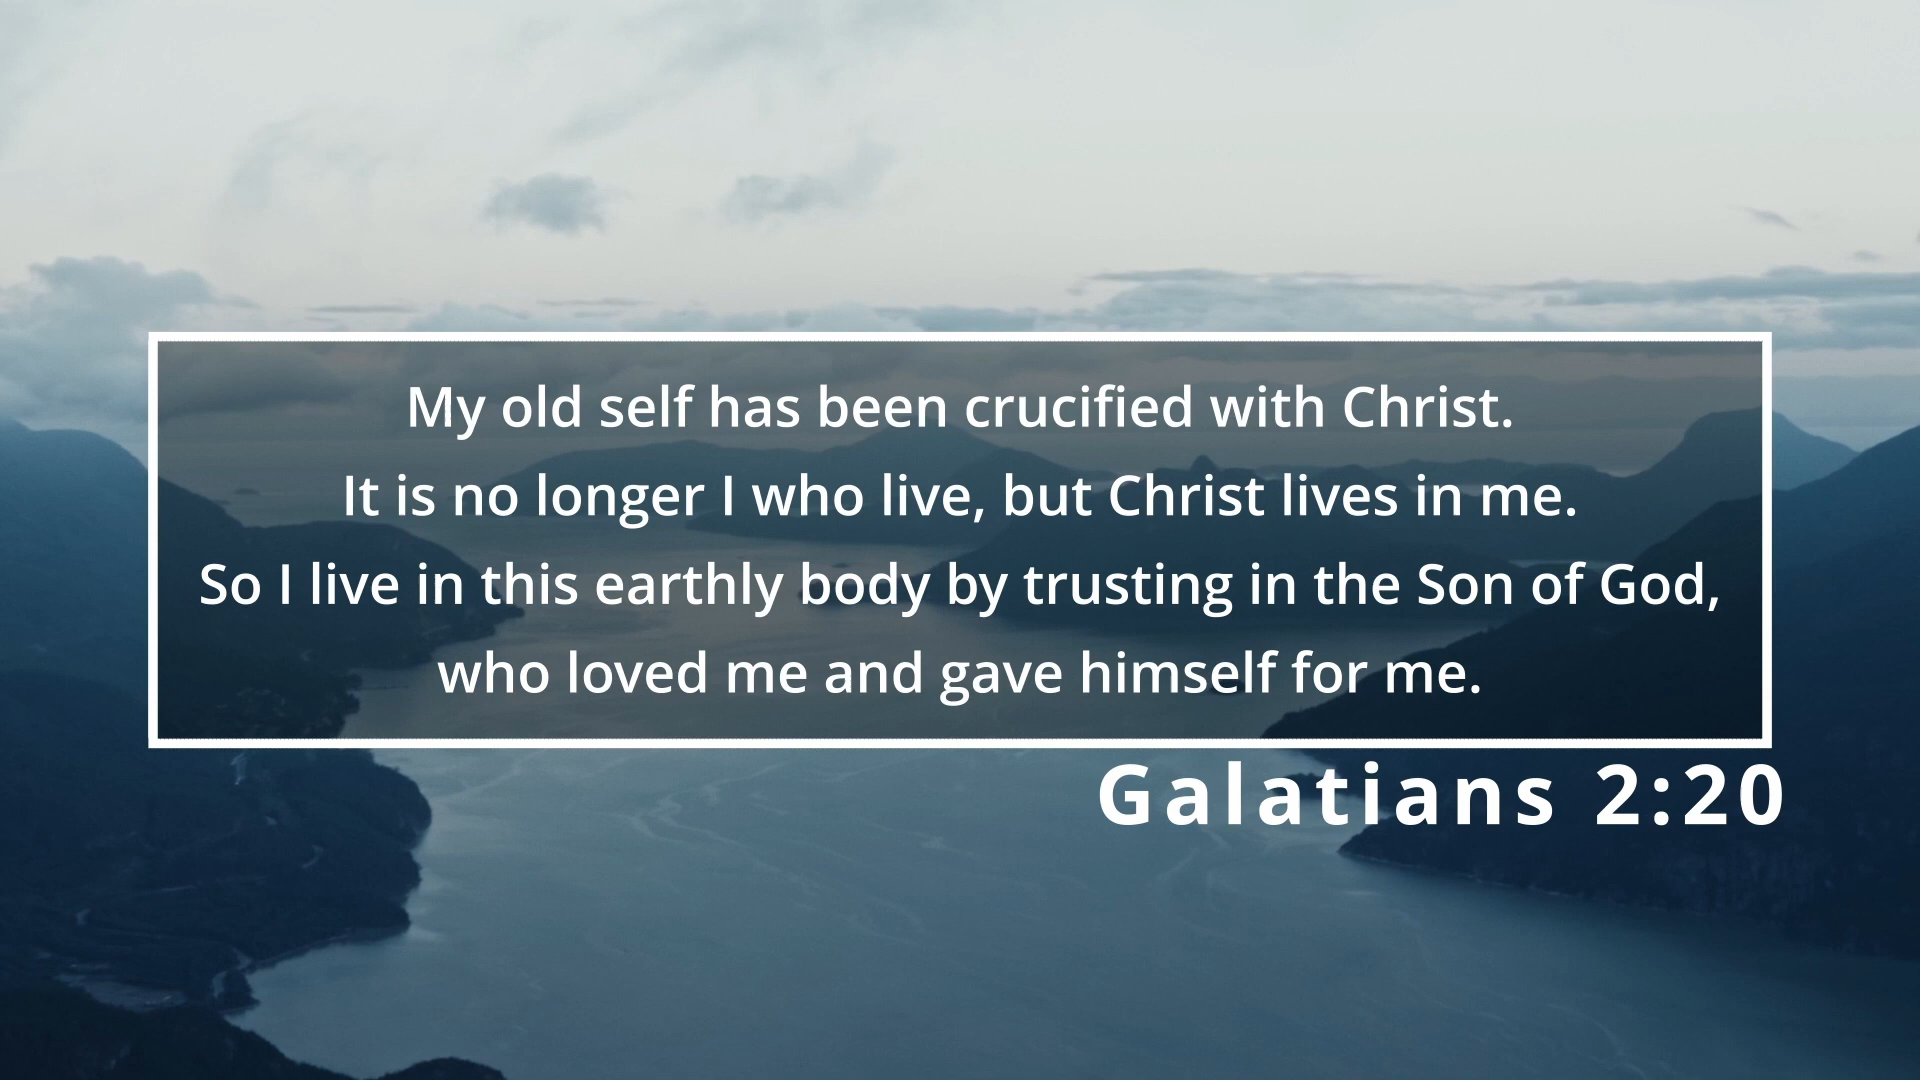 My old self has been crucified with Christ.
It is no longer I who live, but Christ lives in me.
So I live in this earthly body by trusting in the Son of God,
who loved me and gave himself for me.
Galatians 2:20